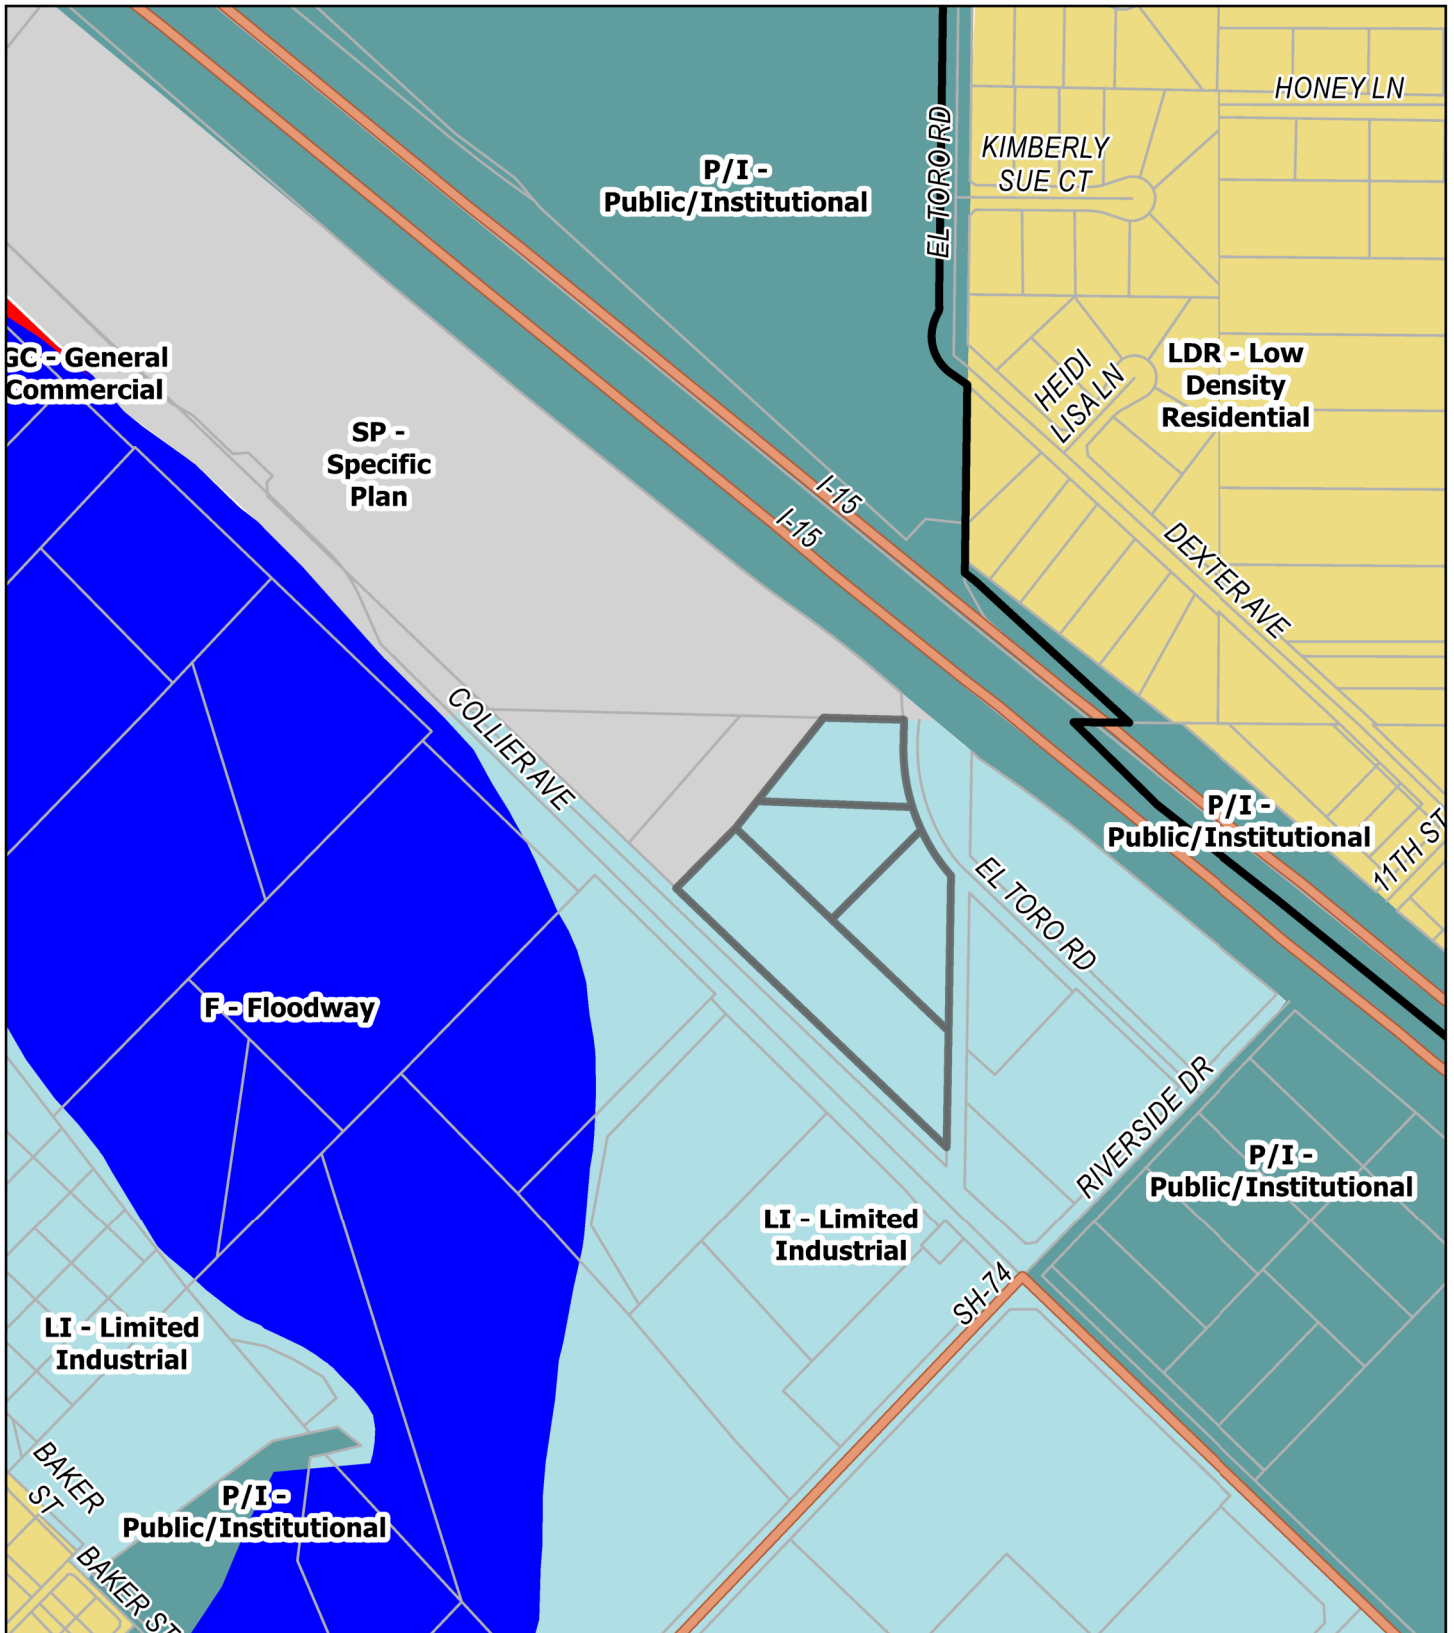 HONEY LN
KIMBERLY
SUE CT
EL TORO RD
P/I -
Public/Institutional
HEIDI
LISA LN
LDR - Low
Density
Residential
GC - General
Commercial
SP -
Specific
Plan
I-15
I-15
DEXTER AVE
COLLIER AVE
P/I -
Public/Institutional
11TH ST
EL TORO RD
F - Floodway
RIVERSIDE DR
P/I -
Public/Institutional
LI - Limited
Industrial
SH-74
LI - Limited
Industrial
BAKER
ST
P/I -
Public/Institutional
BAKER ST